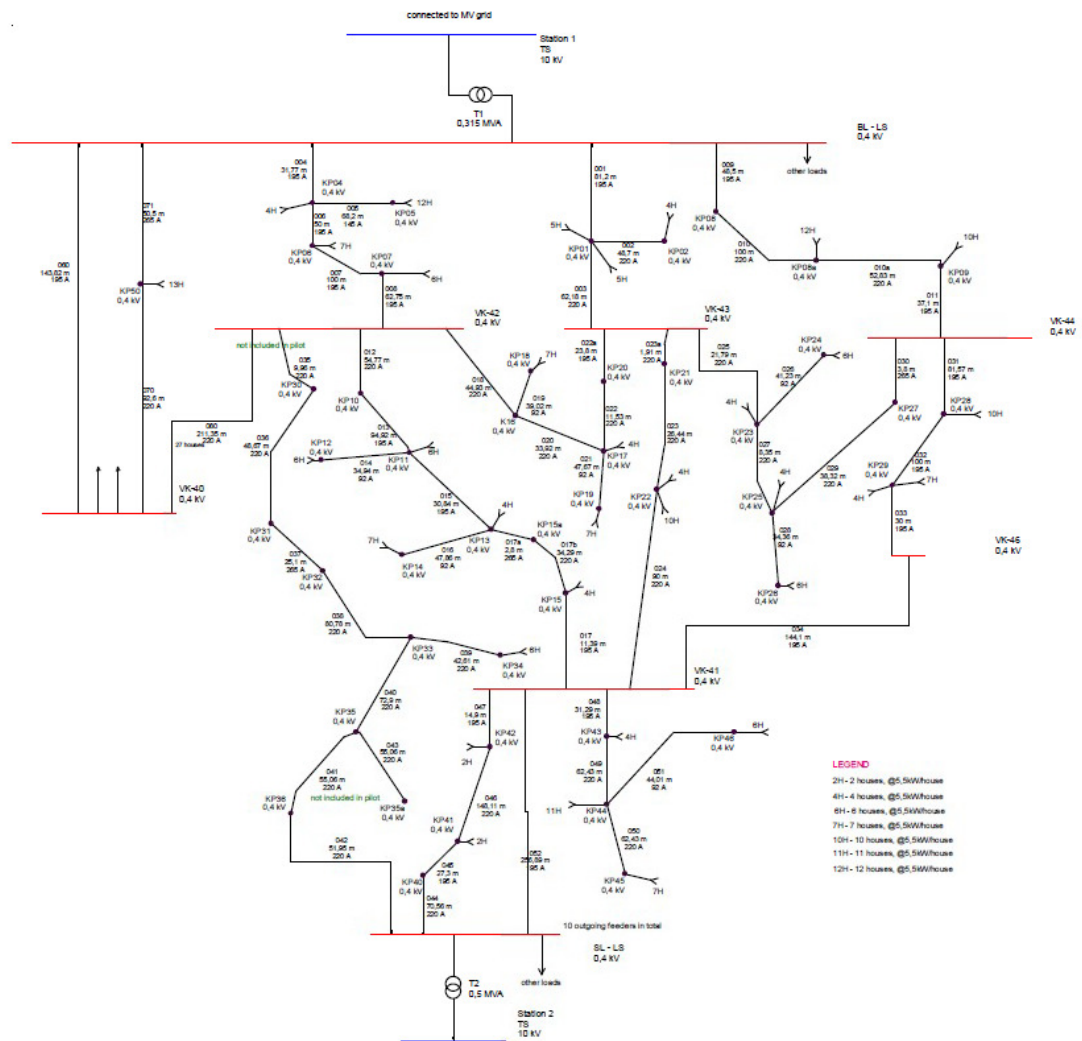 connected to MV grid
Station 1
TS
10 kV
T1
0,315 MVA
BL - LS
0,4 kV
other loads
004
31,77 m
195 A
KP04
0,4 kV
4H
005
68,2 m
145 A
12H
KP05
0,4 kV
006
50 m
195 A
7H
KP06
0,4 kV
007
100 m
195 A
KP07
0,4 kV
6H
008
62,75 m
195 A
001
81,2 m
195 A
4H
5H
KP01
0,4 kV
002
48,7 m
220 A
KP02
0,4 kV
5H
003
62,18 m
220 A
009
48,5 m
195 A
KP08
0,4 kV
12H
10H
010
100 m
220 A
KP08a
0,4 kV
010a
52,83 m
220 A
KP09
0,4 kV
011
37,1 m
195 A
071
50,5 m
265 A
060
143,82 m
195 A
KP50
0,4 kV
13H
070
92,6 m
220 A
VK-42
0,4 kV
VK-43
0,4 kV
VK-44
0,4 kV
not included in pilot
035
9,96 m
220 A
KP30
0,4 kV
060
211,35 m
220 A
27 houses
VK-40
0,4 kV
012
54,77 m
220 A
KP10
0,4 kV
013
94,92 m
195 A
018
44,93 m
220 A
KP18
0,4 kV
7H
019
39,02 m
92 A
K16
0,4 kV
020
33,92 m
220 A
022a
23,8 m
195 A
KP20
0,4 kV
022
11,53 m
220 A
4H
KP17
0,4 kV
021
47,67 m
92 A
KP19
0,4 kV
7H
023a
1,91 m
220 A
KP21
0,4 kV
023
26,44 m
220 A
4H
KP22
0,4 kV
10H
024
90 m
220 A
025
21,79 m
220 A
KP24
0,4 kV
6H
026
41,23 m
92 A
4H
KP23
0,4 kV
027
8,35 m
220 A
4H
KP25
0,4 kV
028
34,36 m
92 A
KP26
0,4 kV
6H
029
38,32 m
220 A
030
3,8 m
265 A
KP27
0,4 kV
031
81,57 m
195 A
KP28
0,4 kV
10H
032
100 m
195 A
KP29
0,4 kV
7H
4H
033
30 m
195 A
VK-46
0,4 kV
034
144,1 m
195 A
036
48,67 m
220 A
KP12
0,4 kV
6H
014
34,94 m
92 A
KP11
0,4 kV
6H
015
30,84 m
195 A
4H
KP13
0,4 kV
7H
KP14
0,4 kV
016
47,86 m
92 A
017a
2,8 m
265 A
KP15a
0,4 kV
017b
34,29 m
220 A
KP15
0,4 kV
4H
017
11,39 m
195 A
KP31
0,4 kV
037
25,1 m
265 A
KP32
0,4 kV
038
80,78 m
220 A
KP33
0,4 kV
039
42,61 m
220 A
6H
KP34
0,4 kV
040
72,9 m
220 A
KP35
0,4 kV
041
55,06 m
220 A
043
55,06 m
220 A
not included in pilot
KP35a
0,4 kV
KP36
0,4 kV
042
51,95 m
220 A
VK-41
0,4 kV
047
14,9 m
195 A
KP42
0,4 kV
2H
046
148,11 m
220 A
KP41
0,4 kV
2H
045
27,3 m
195 A
KP40
0,4 kV
044
70,56 m
220 A
052
256,89 m
95 A
048
31,29 m
195 A
KP43
0,4 kV
4H
049
62,43 m
220 A
051
44,01 m
92 A
KP46
0,4 kV
6H
11H
KP44
0,4 kV
050
62,43 m
220 A
KP45
0,4 kV
7H
LEGEND
2H - 2 houses, @5,5kW/house
4H - 4 houses, @5,5kW/house
6H - 6 houses, @5,5kW/house
7H - 7 houses, @5,5kW/house
10H - 10 houses, @5,5kW/house
11H - 11 houses, @5,5kW/house
12H - 12 houses, @5,5kW/house
10 outgoing feeders in total
SL - LS
0,4 kV
other loads
T2
0,5 MVA
Station 2
TS
10 kV